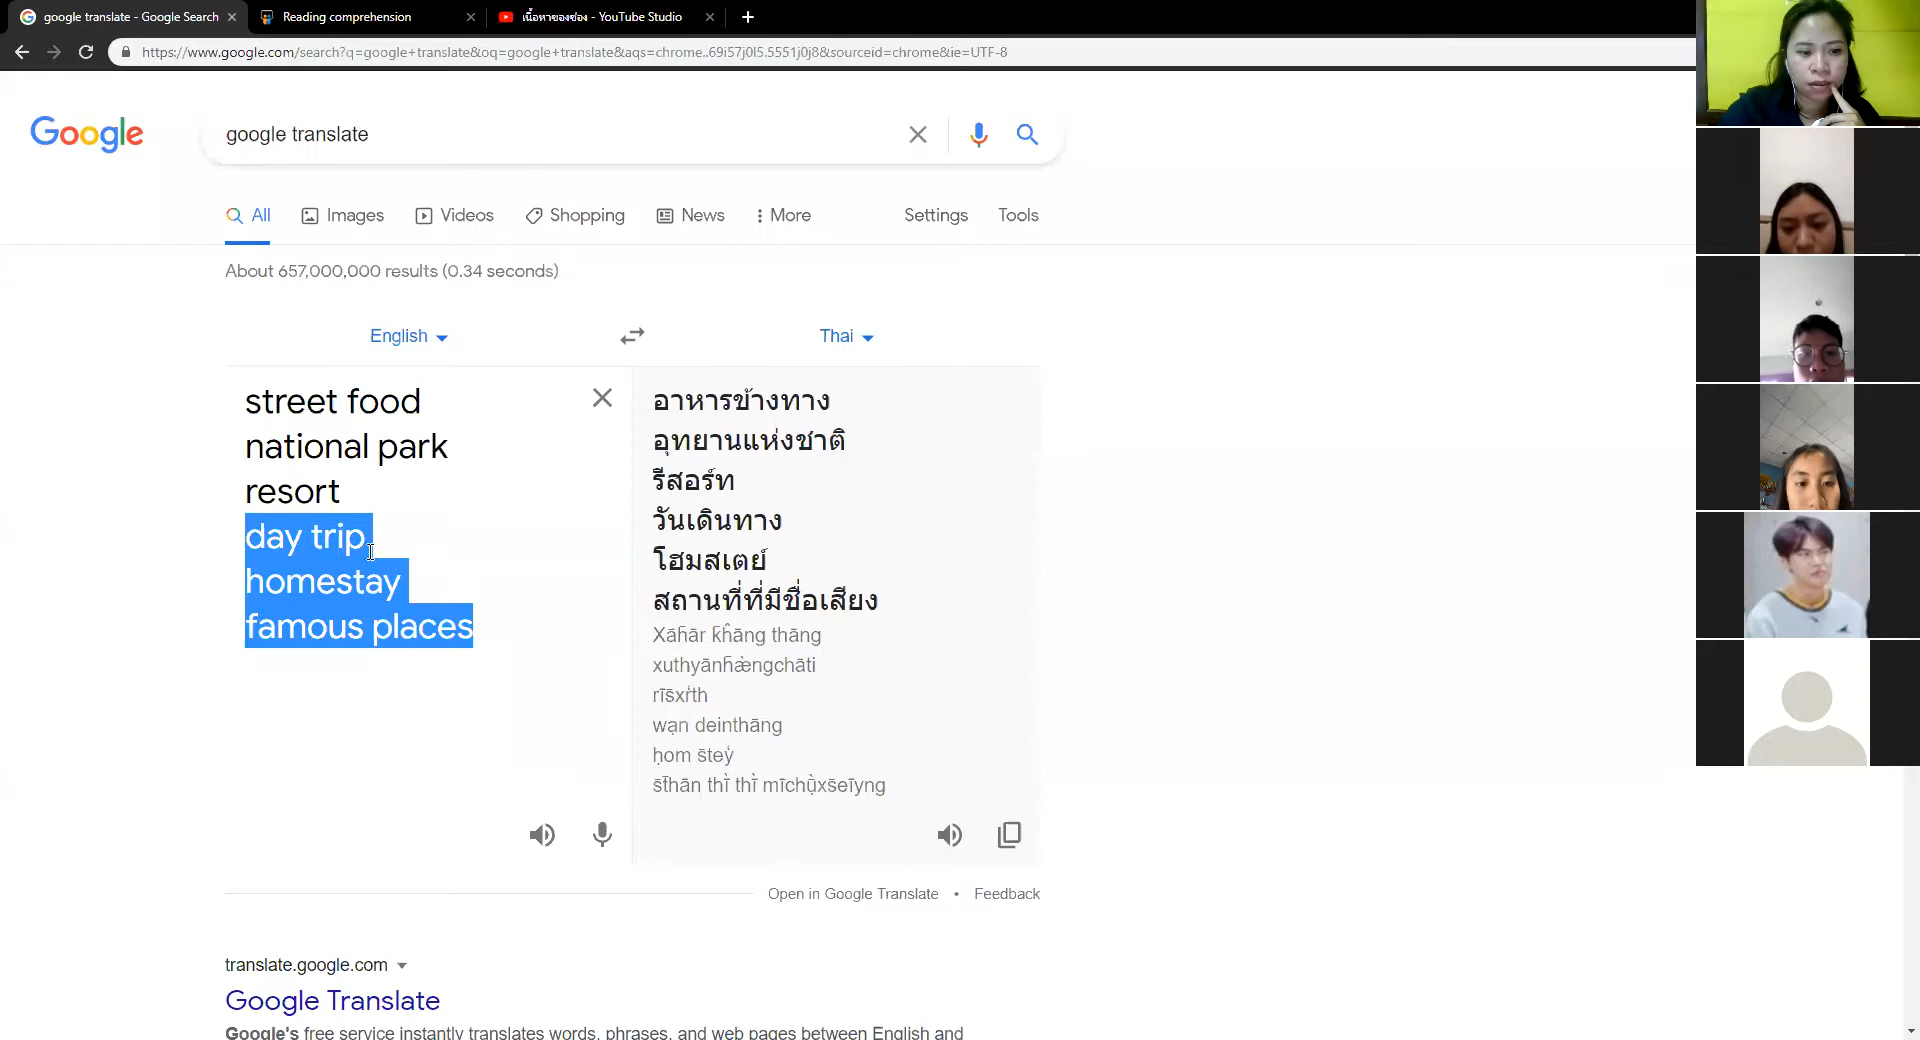 google translate - Google Search
Reading comprehension
เนื้อหาของช่อง - YouTube Studio
https://www.google.com/search?q=google+translate&oq=google+translate&aqs=chrome..69i57j0l5.5551j0j8&sourceid=chrome&ie=UTF-8
Google
google translate
All
Images
Videos
Shopping
News
More
Settings
Tools
About 657,000,000 results (0.34 seconds)
English
Thai
street food
national park
resort
day trip
homestay
famous places
อาหารข้างทาง
อุทยานแห่งชาติ
รีสอร์ท
วันเดินทาง
โฮมสเตย์
สถานที่ที่มีชื่อเสียง
Xāh̄ār k̄ĥāng thāng
xuthyānh̄æ̀ngchāti
rīs̄xr̒th
wạn deinthāng
ḥom s̄tey̒
s̄t̄hān thī̀ thī̀ mīchụ̄̀xs̄eīyng
Open in Google Translate • Feedback
translate.google.com
Google Translate
Google's free service instantly translates words, phrases, and web pages between English and